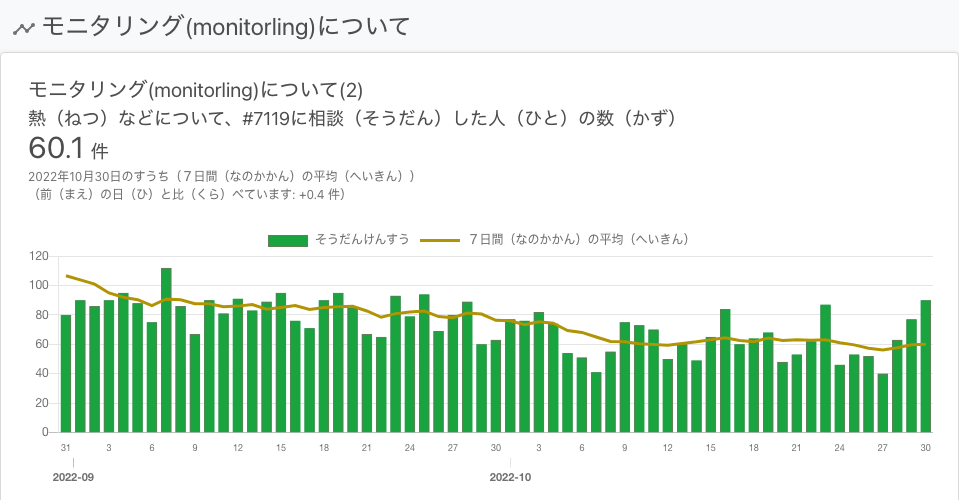 モニタリング(monitorling)について
モニタリング(monitorling)について(2)
熱（ねつ）などについて、#7119に相談（そうだん）した人（ひと）の数（かず）
60.1 件
2022年10月30日のすうち（７日間（なのかかん）の平均（へいきん））
（前（まえ）の日（ひ）と比（くら）べています: +0.4 件）
そうだんけんすう ７日間（なのかかん）の平均（へいきん）
120
100
80
60
40
20
0
31 3 6 9 12 15 18 21 24 27 30 3 6 9 12 15 18 21 24 27 30
2022-09 2022-10